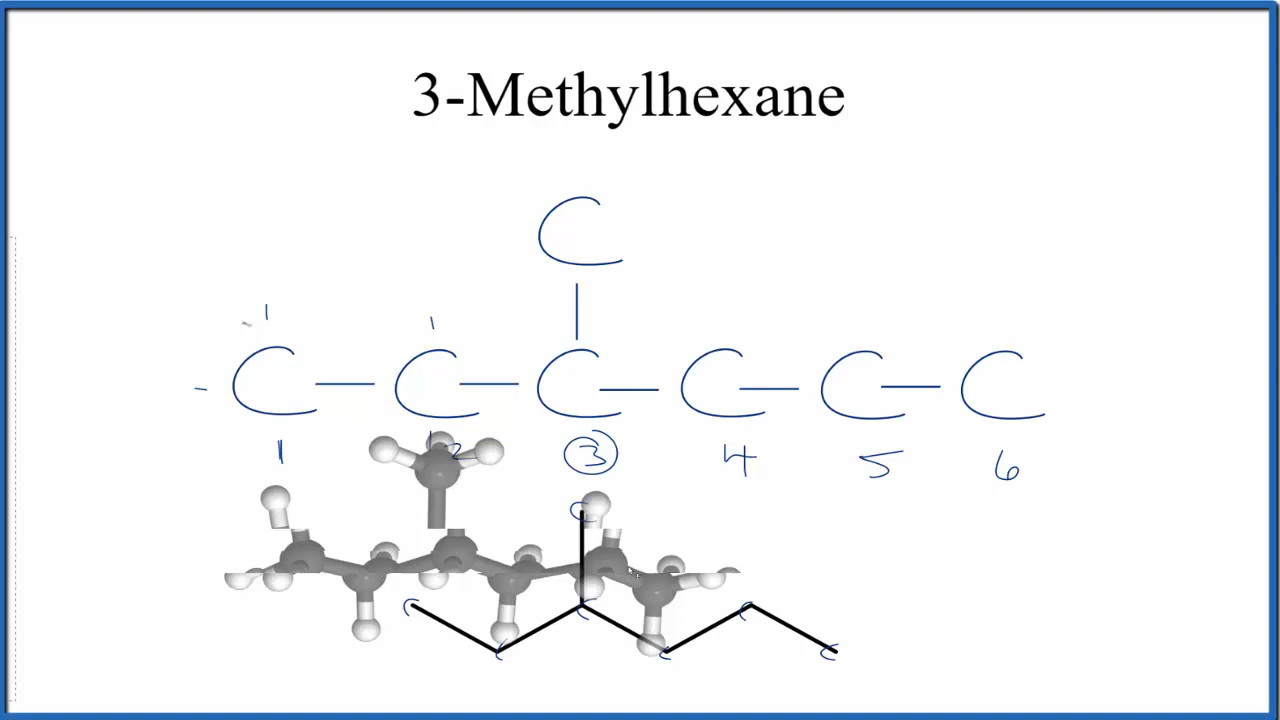 3-Methylhexane
C
C C C C C C
1 2 3 4 5 6
C
C C C
C C C